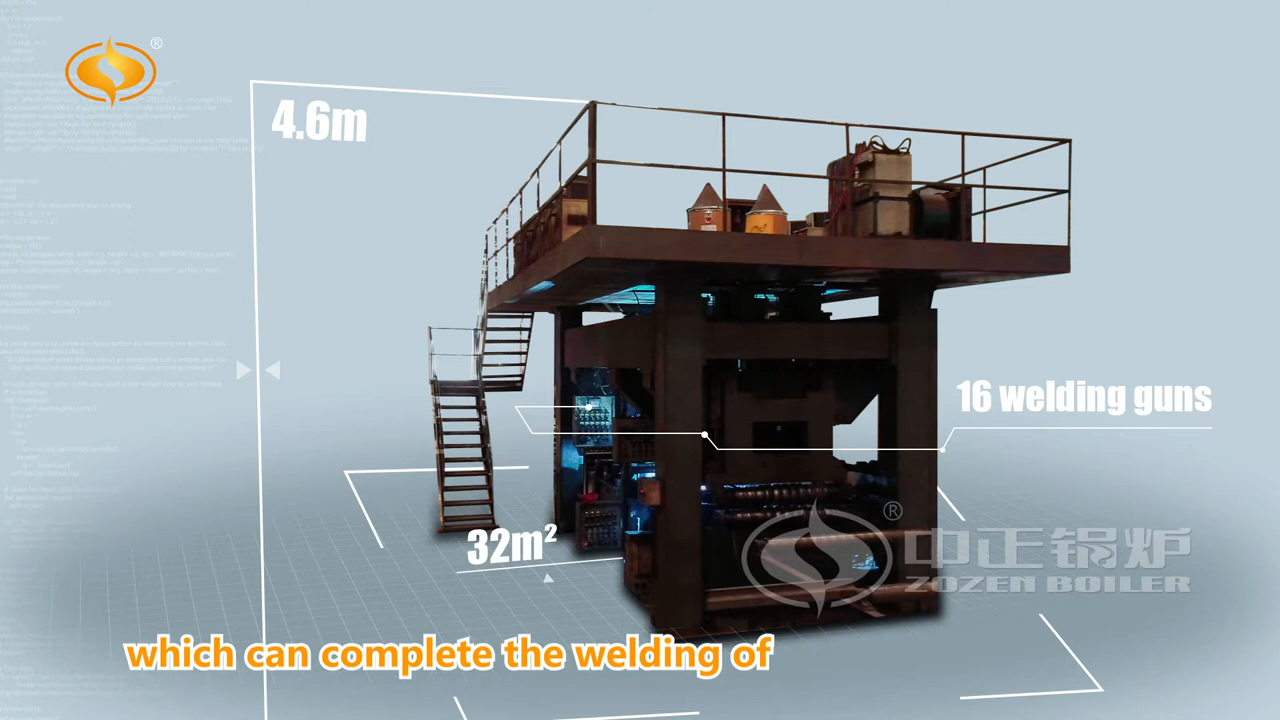 ®
4.6m
16 welding guns
32m²
®
中正锅炉
ZOZEN BOILER
which can complete the welding of